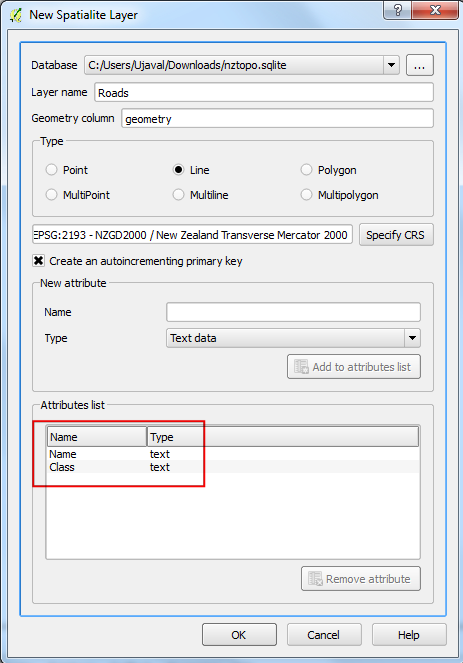 New Spatialite Layer
Database C:/Users/Ujaval/Downloads/nztopo.sqlite ...
Layer name Roads
Geometry column geometry
Type
Point Line Polygon
MultiPoint Multiline Multipolygon
EPSG:2193 - NZGD2000 / New Zealand Transverse Mercator 2000 Specify CRS
Create an autoincrementing primary key
New attribute
Name
Type Text data
Add to attributes list
Attributes list
Name Type
Name text
Class text
Remove attribute
OK Cancel Help